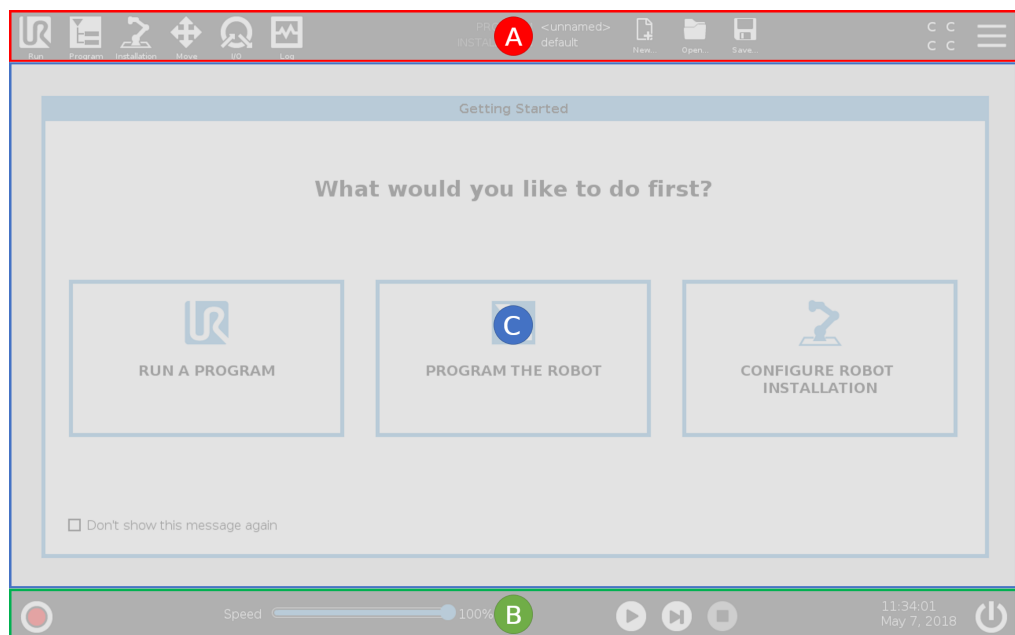 Run Program Installation Move I/O Log
PR
INSTAL
A
<unnamed>
default
New... Open... Save...
C C
C C
Getting Started
What would you like to do first?
C
RUN A PROGRAM
PROGRAM THE ROBOT
CONFIGURE ROBOT
INSTALLATION
Don't show this message again
Speed 100%
B
11:34:01
May 7, 2018